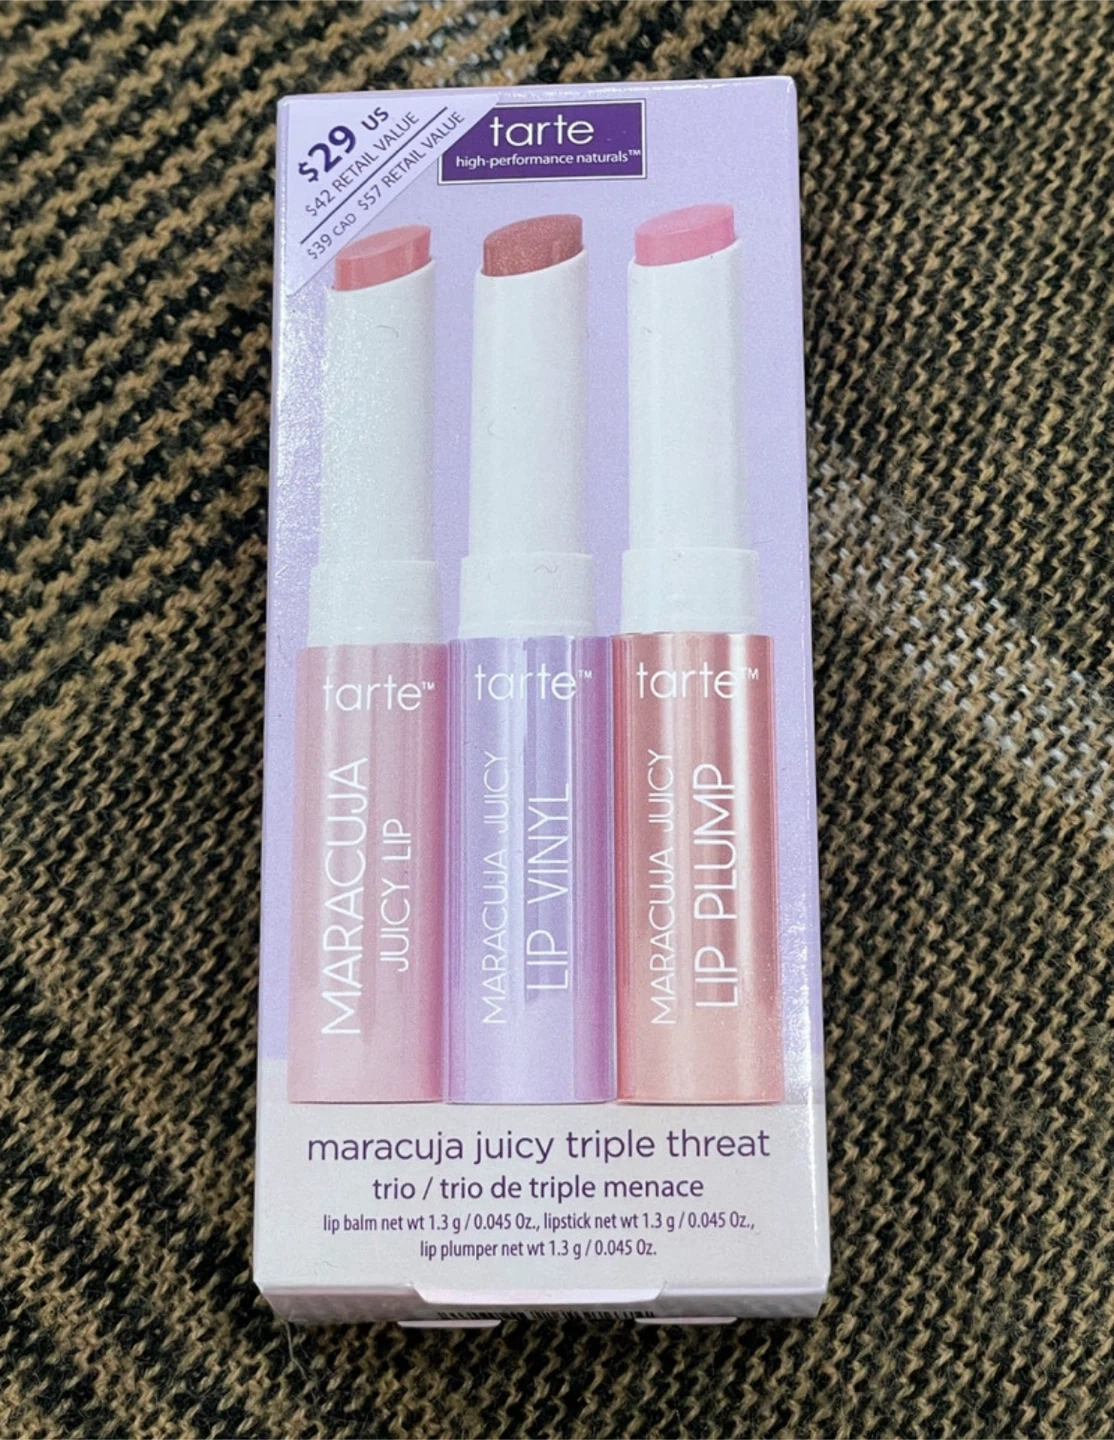 $29 US
$42 RETAIL VALUE
$39 CAD $57 RETAIL VALUE
tarte
high-performance naturals™
tarte™
MARACUJA
JUICY LIP
tarte™
MARACUJA JUICY
LIP VINYL
tarte™
MARACUJA JUICY
LIP PLUMP
maracuja juicy triple threat
trio / trio de triple menace
lip balm net wt 1.3 g / 0.045 Oz., lipstick net wt 1.3 g / 0.045 Oz.,
lip plumper net wt 1.3 g / 0.045 Oz.